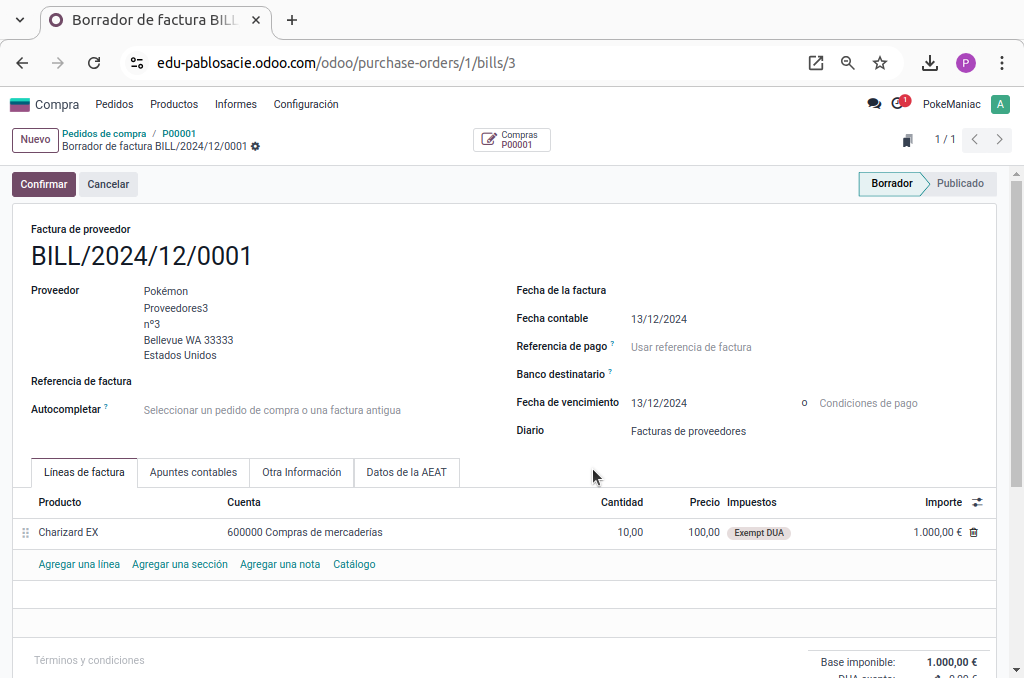 Borrador de factura BILL
edu-pablosacie.odoo.com/odoo/purchase-orders/1/bills/3
P
Compra Pedidos Productos Informes Configuración 1 PokeManiac A
Nuevo Pedidos de compra / P00001
Borrador de factura BILL/2024/12/0001
Compras
P00001
1 / 1
Confirmar Cancelar Borrador Publicado
Factura de proveedor
BILL/2024/12/0001
Proveedor Pokémon
Proveedores3
nº3
Bellevue WA 33333
Estados Unidos
Referencia de factura
Autocompletar ? Seleccionar un pedido de compra o una factura antigua
Fecha de la factura
Fecha contable 13/12/2024
Referencia de pago ? Usar referencia de factura
Banco destinatario ?
Fecha de vencimiento 13/12/2024 o Condiciones de pago
Diario Facturas de proveedores
Líneas de factura Apuntes contables Otra Información Datos de la AEAT
Producto Cuenta Cantidad Precio Impuestos Importe
Charizard EX 600000 Compras de mercaderías 10,00 100,00 Exempt DUA 1.000,00 €
Agregar una línea Agregar una sección Agregar una nota Catálogo
Términos y condiciones
Base imponible: 1.000,00 €